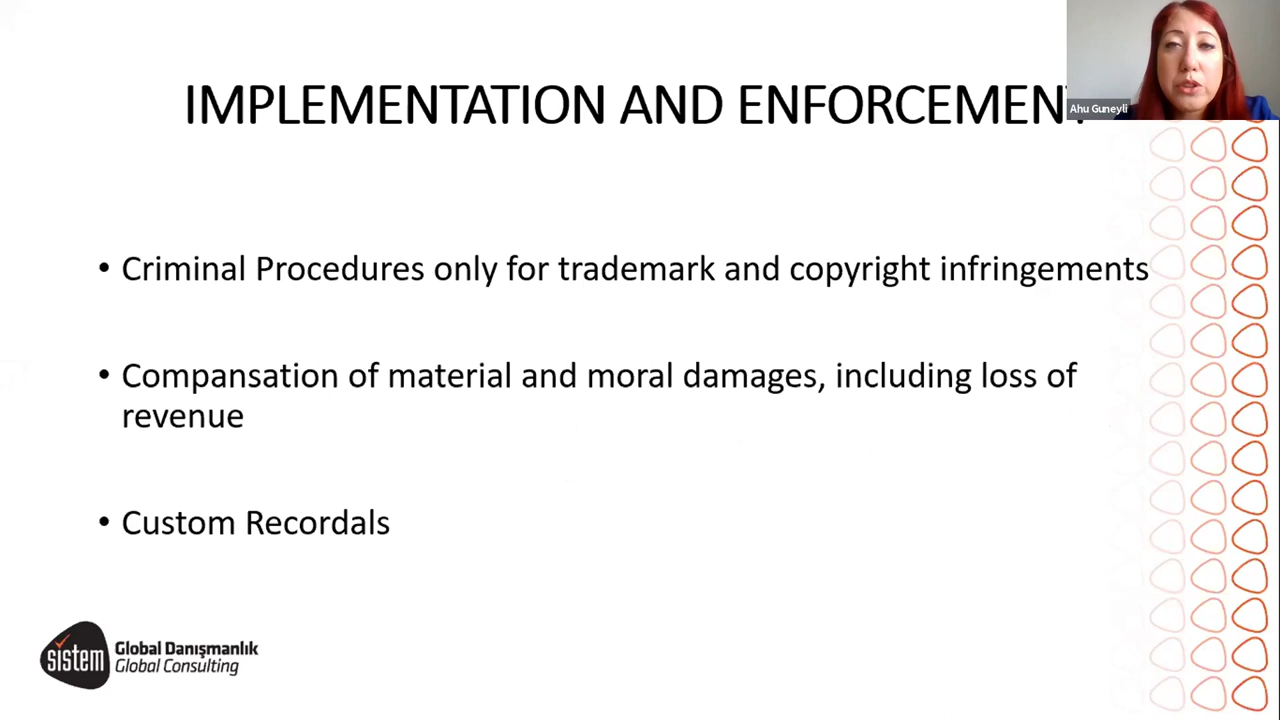 IMPLEMENTATION AND ENFORCEMENT
Ahu Guneyli
• Criminal Procedures only for trademark and copyright infringements
• Compansation of material and moral damages, including loss of
revenue
• Custom Recordals
sistem
Global Danışmanlık
Global Consulting